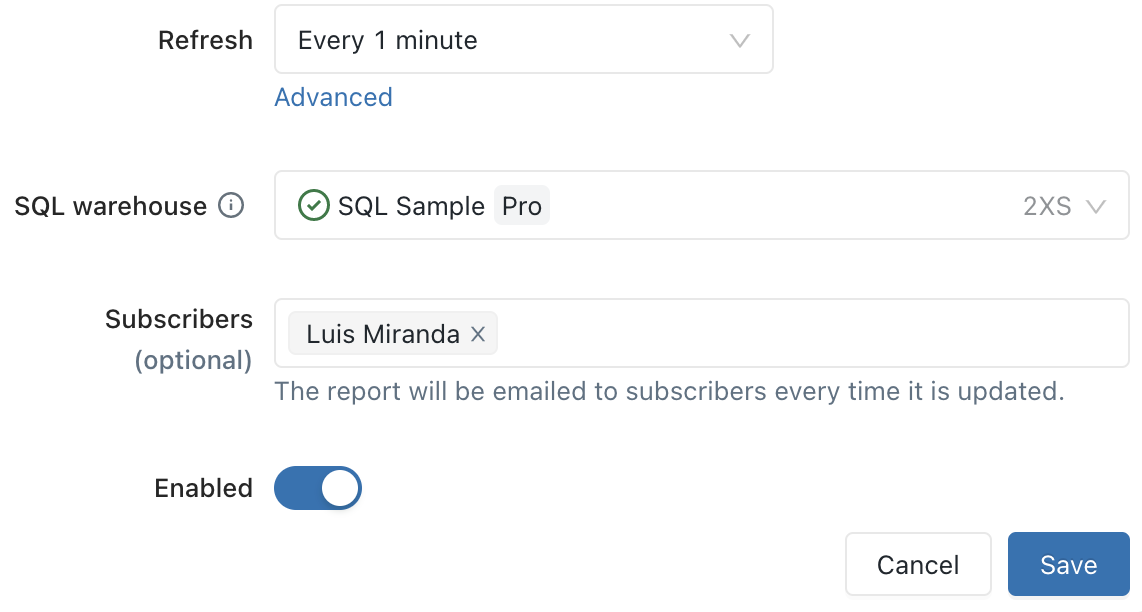 Refresh Every 1 minute
Advanced
SQL warehouse SQL Sample Pro 2XS
Subscribers
(optional)
Luis Miranda
The report will be emailed to subscribers every time it is updated.
Enabled
Cancel Save